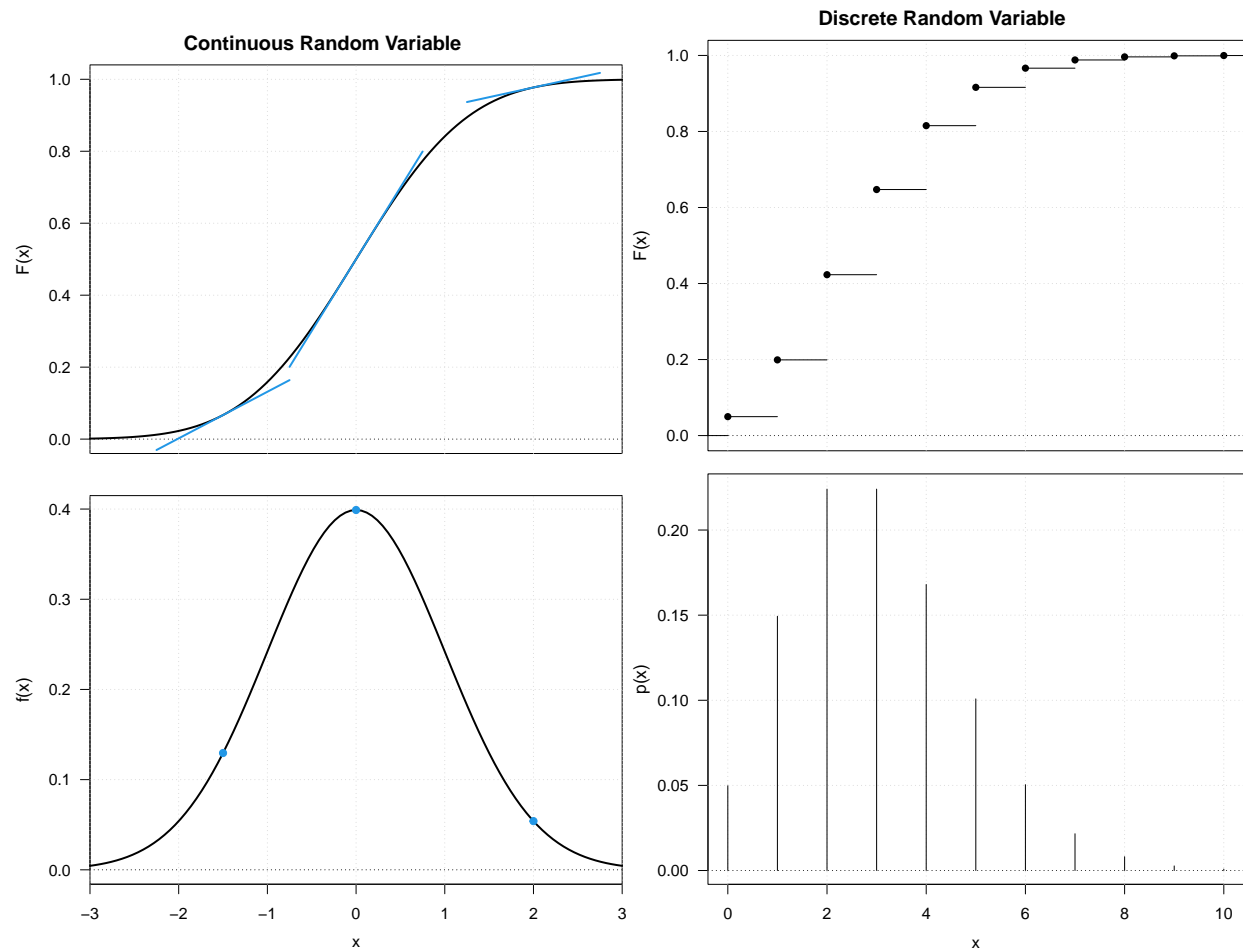 Continuous Random Variable
1.0
0.8
0.6
0.4
0.2
0.0
F(x)
0.4
0.3
0.2
0.1
0.0
f(x)
−3 −2 −1 0 1 2 3
x
Discrete Random Variable
1.0
0.8
0.6
0.4
0.2
0.0
F(x)
0.20
0.15
0.10
0.05
0.00
p(x)
0 2 4 6 8 10
x